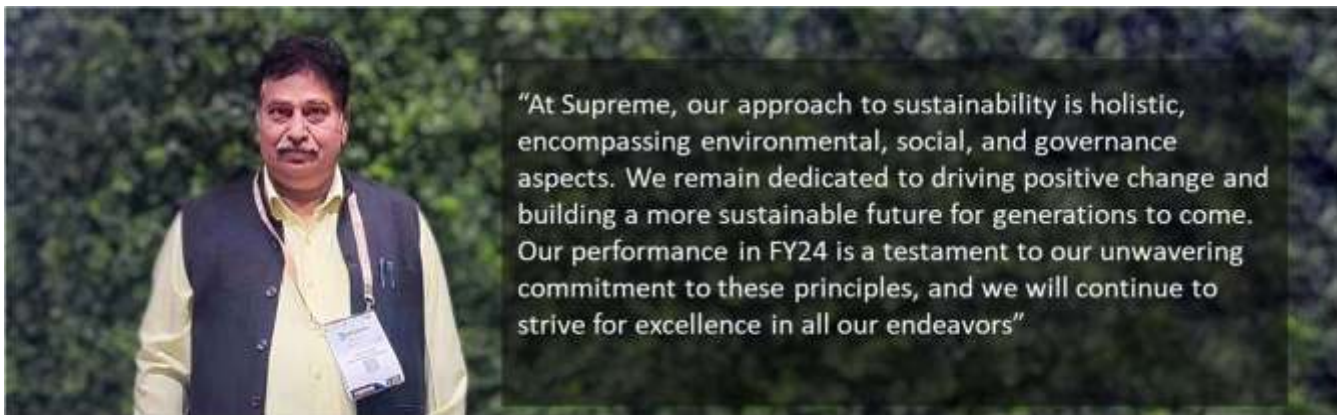 “At Supreme, our approach to sustainability is holistic,
encompassing environmental, social, and governance
aspects. We remain dedicated to driving positive change and
building a more sustainable future for generations to come.
Our performance in FY24 is a testament to our unwavering
commitment to these principles, and we will continue to
strive for excellence in all our endeavors”